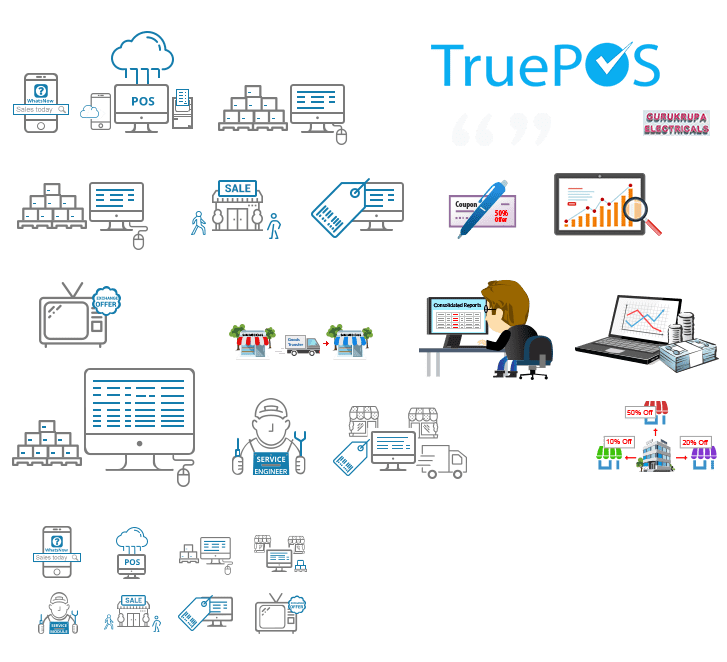 TruePOS
WhatsNow
Sales today
POS
GURUKRUPA
ELECTRICALS
SALE
Coupon
50%
Offer
EXCHANGE
OFFER
Goods
Transfer
Consolidated Reports
SERVICE
ENGINEER
50% Off
10% Off
20% Off
WhatsNow
Sales today
POS
SERVICE
MODULE
SALE
EXCHANGE
OFFER